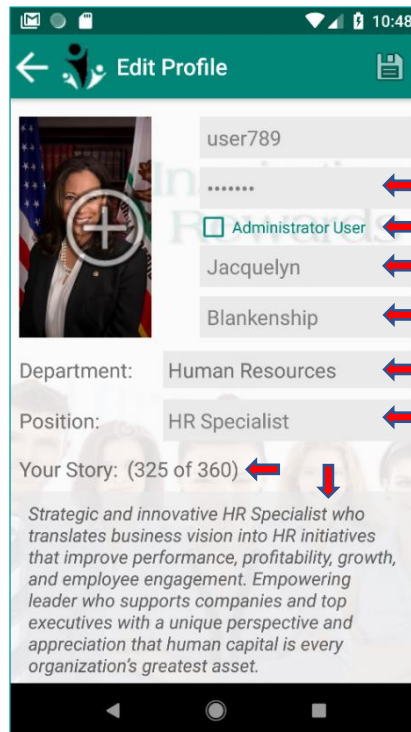 10:48
Edit Profile
user789
•••••••
Administrator User
Jacquelyn
Blankenship
Department: Human Resources
Position: HR Specialist
Your Story: (325 of 360)
Strategic and innovative HR Specialist who
translates business vision into HR initiatives
that improve performance, profitability, growth,
and employee engagement. Empowering
leader who supports companies and top
executives with a unique perspective and
appreciation that human capital is every
organization's greatest asset.
Rewards